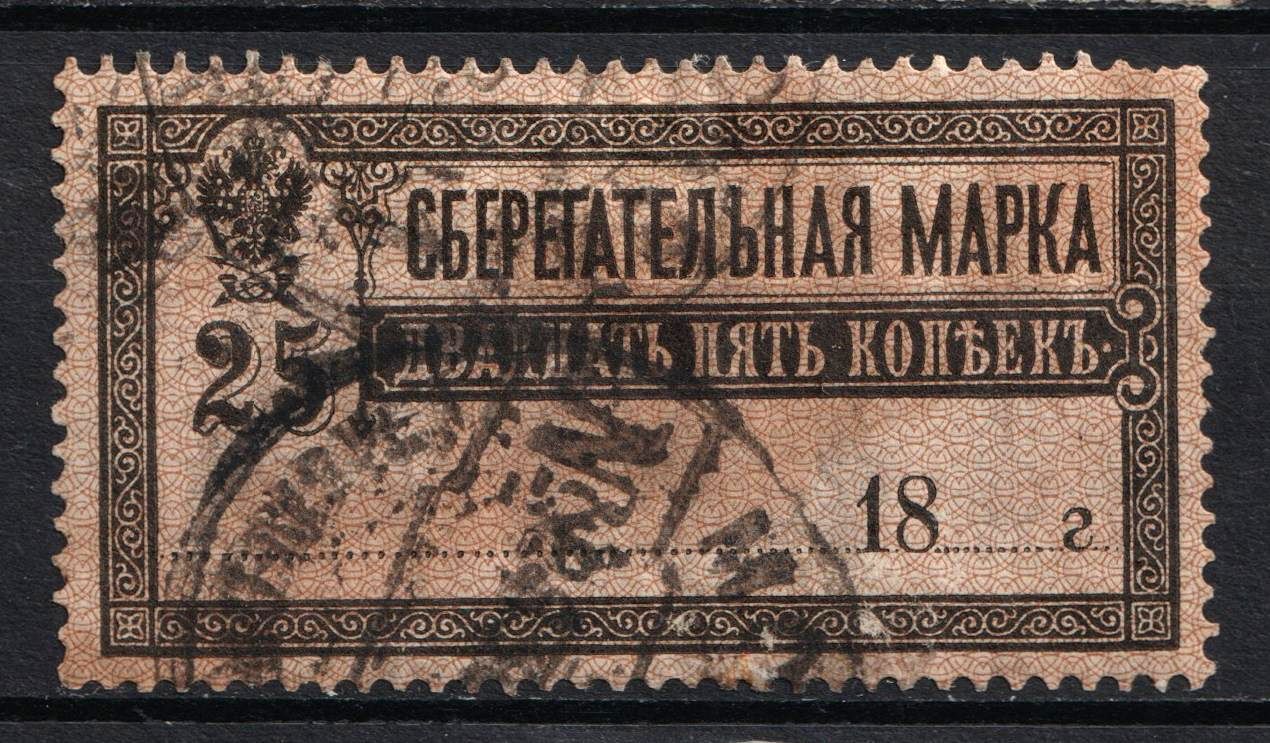 СБЕРЕГАТЕЛЬНАЯ МАРКА
25
ДВАДЦАТЬ ПЯТЬ КОПѢЕКЪ.
18 г